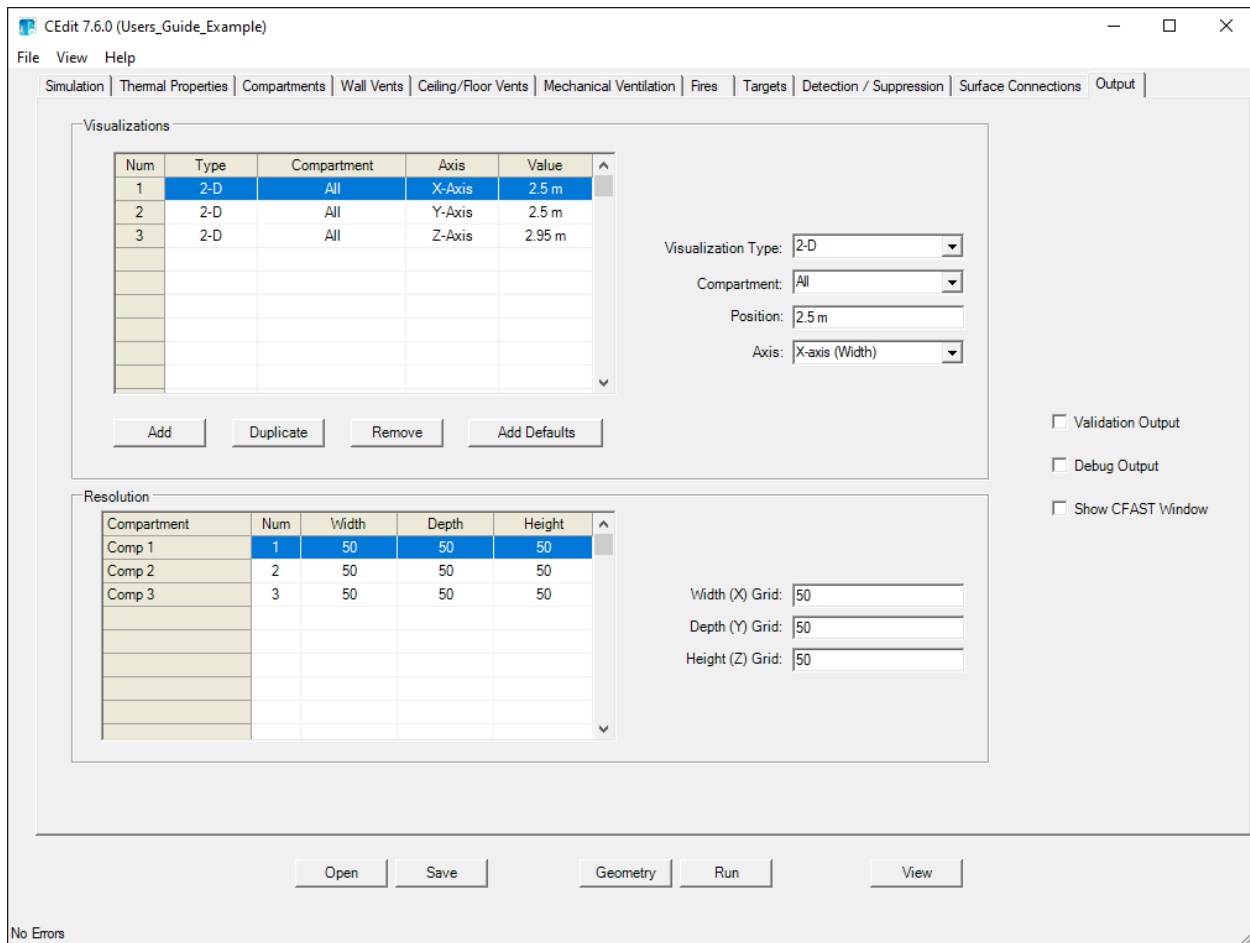 CEdit 7.6.0 (Users_Guide_Example)
File View Help
Simulation Thermal Properties Compartments Wall Vents Ceiling/Floor Vents Mechanical Ventilation Fires Targets Detection / Suppression Surface Connections Output
Visualizations
Num Type Compartment Axis Value
1 2-D All X-Axis 2.5 m
2 2-D All Y-Axis 2.5 m
3 2-D All Z-Axis 2.95 m
Visualization Type: 2-D
Compartment: All
Position: 2.5 m
Axis: X-axis (Width)
Add Duplicate Remove Add Defaults
Validation Output
Debug Output
Show CFAST Window
Resolution
Compartment Num Width Depth Height
Comp 1 1 50 50 50
Comp 2 2 50 50 50
Comp 3 3 50 50 50
Width (X) Grid: 50
Depth (Y) Grid: 50
Height (Z) Grid: 50
Open Save Geometry Run View
No Errors